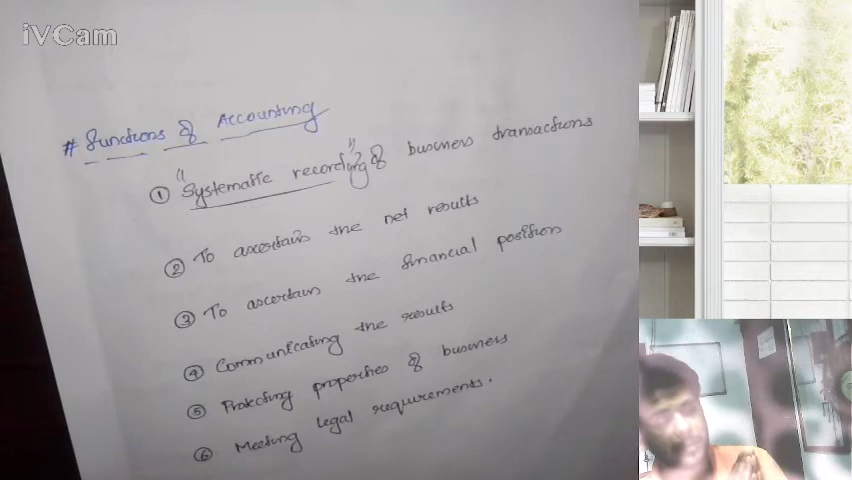 iVCam
# Functions of Accounting
① "Systematic recording" of business transactions
② To ascertain the net results
③ To ascertain the financial position
④ Communicating the results
⑤ Protecting properties of business
⑥ Meeting legal requirements.